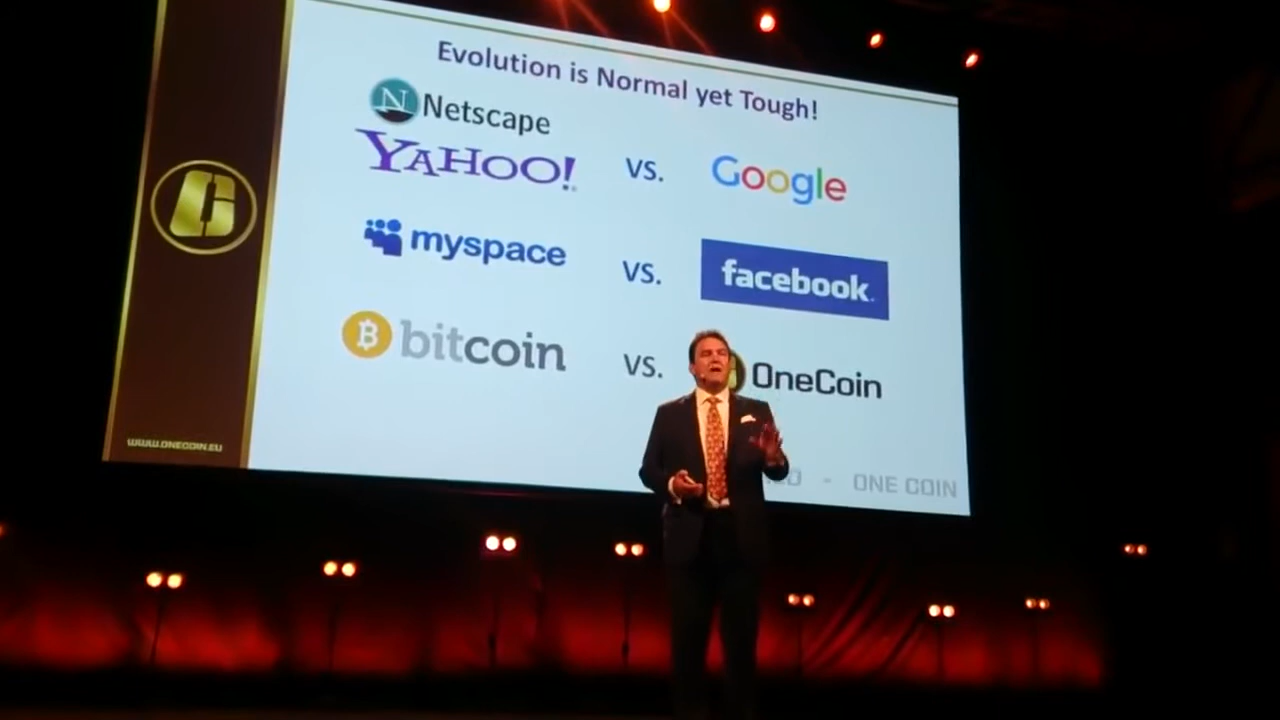 Evolution is Normal yet Tough!
N Netscape
YAHOO! vs. Google
myspace vs. facebook
bitcoin vs. OneCoin
WWW.ONECOIN.EU
- ONE COIN